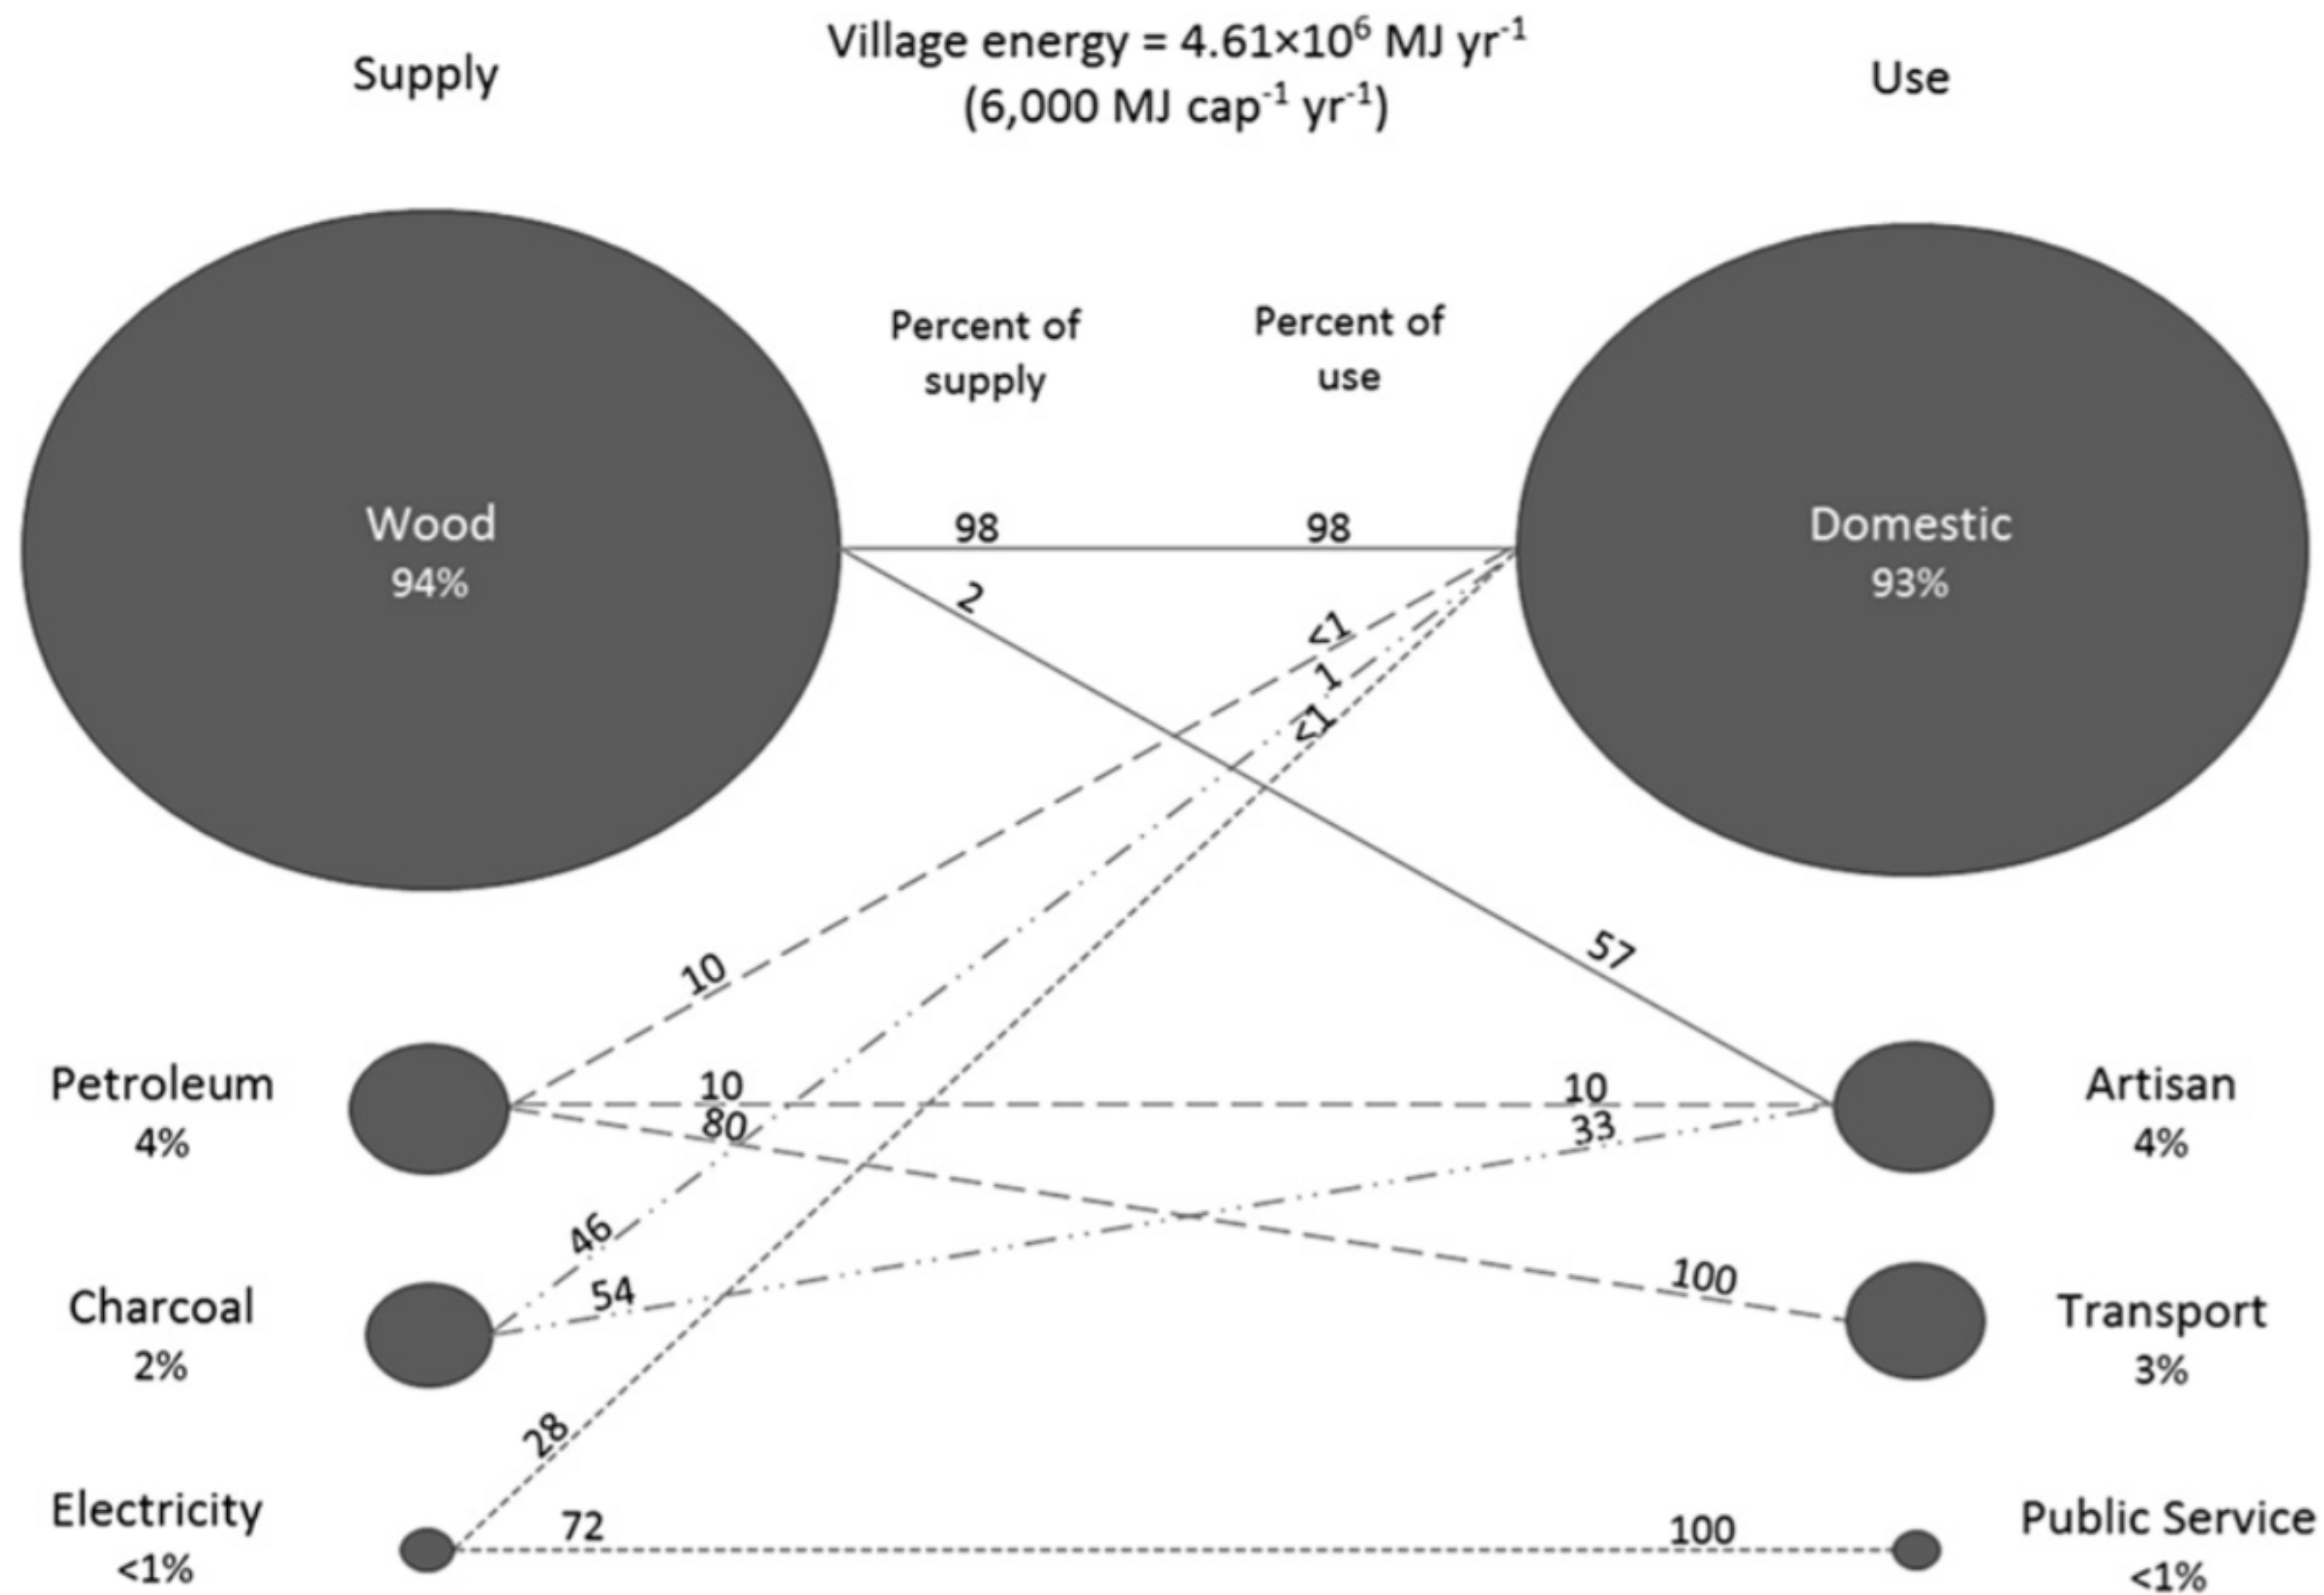 Supply
Village energy = 4.61×10⁶ MJ yr⁻¹
(6,000 MJ cap⁻¹ yr⁻¹)
Use
Percent of
supply
Percent of
use
Wood
94%
98
98
Domestic
93%
2
<1
1
<1
57
10
Petroleum
4%
10
80
10
33
Artisan
4%
46
54
Charcoal
2%
100
Transport
3%
28
Electricity
<1%
72
100
Public Service
<1%